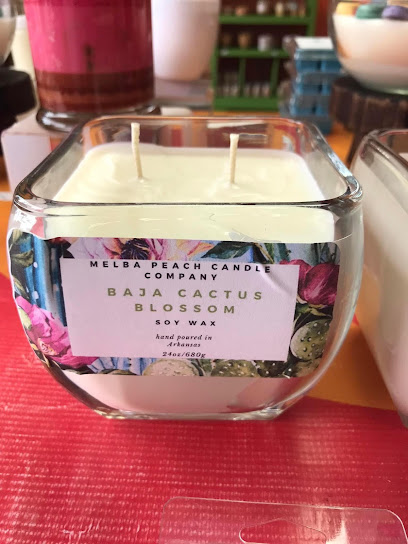 MELBA PEACH CANDLE
COMPANY
BAJA CACTUS
BLOSSOM
SOY WAX
hand poured in
Arkansas
24oz/680g